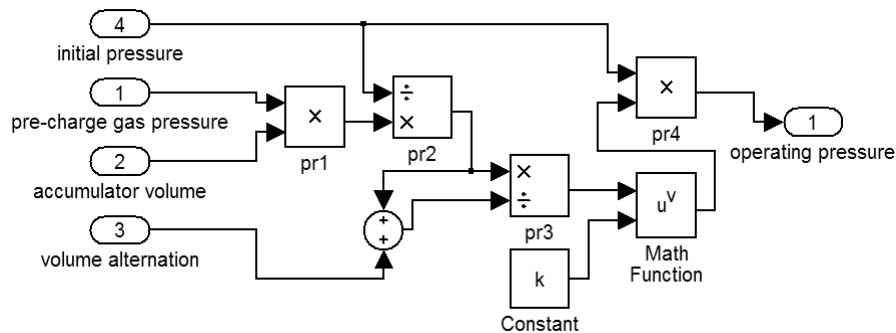 4
initial pressure
1
pre-charge gas pressure
2
accumulator volume
3
volume alternation
×
pr1
÷
×
pr2
+
+
×
÷
pr3
k
Constant
u^v
Math
Function
×
pr4
1
operating pressure